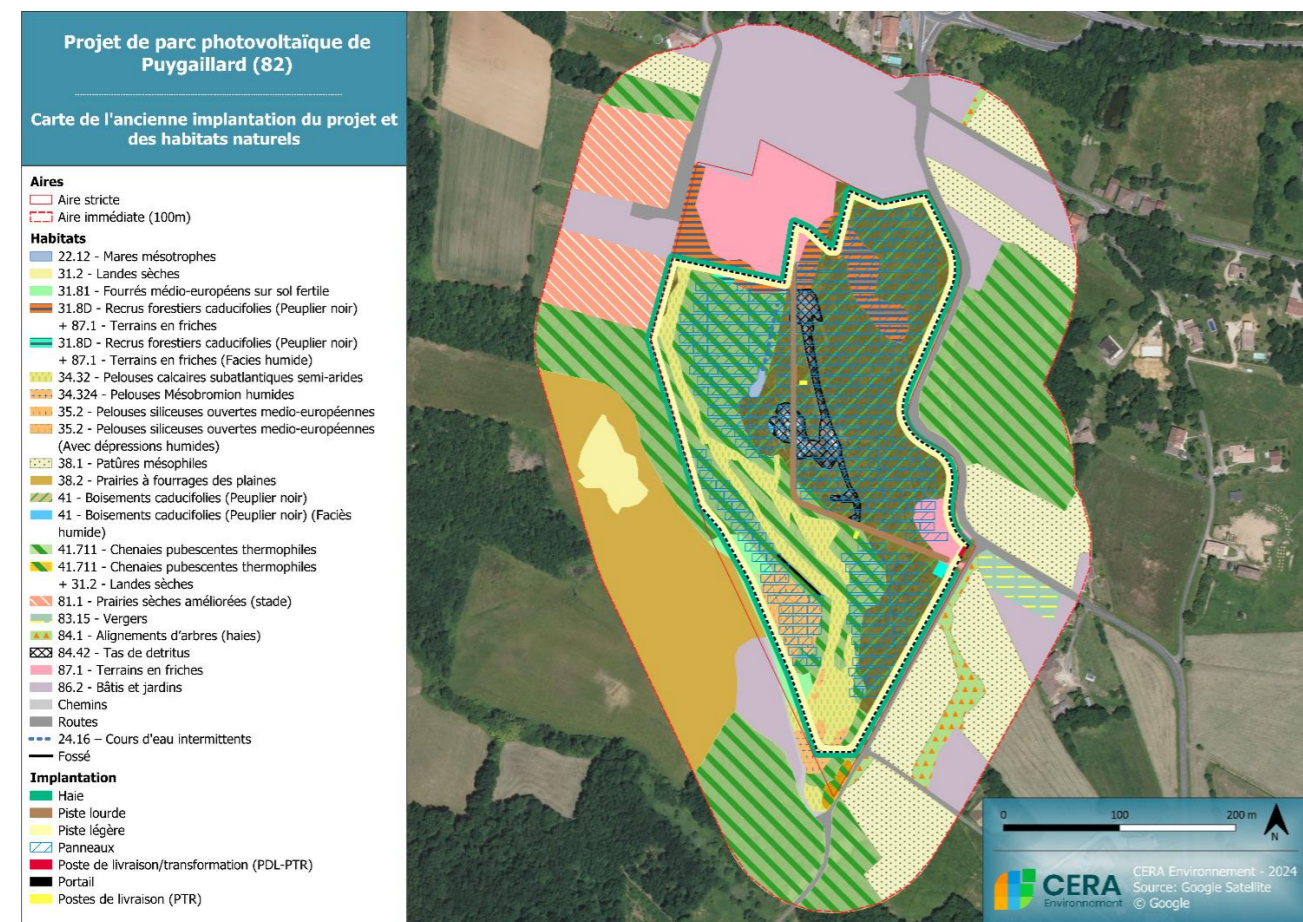 Projet de parc photovoltaïque de
Puygaillard (82)
Carte de l'ancienne implantation du projet et
des habitats naturels
Aires
Aire stricte
Aire immédiate (100m)
Habitats
22.12 - Mares mésotrophes
31.2 - Landes sèches
31.81 - Fourrés médio-européens sur sol fertile
31.8D - Recrus forestiers caducifolies (Peuplier noir)
+ 87.1 - Terrains en friches
31.8D - Recrus forestiers caducifolies (Peuplier noir)
+ 87.1 - Terrains en friches (Facies humide)
34.32 - Pelouses calcaires subatlantiques semi-arides
34.324 - Pelouses Mésobromion humides
35.2 - Pelouses siliceuses ouvertes medio-européennes
35.2 - Pelouses siliceuses ouvertes medio-européennes
(Avec dépressions humides)
38.1 - Patûres mésophiles
38.2 - Prairies à fourrages des plaines
41 - Boisements caducifolies (Peuplier noir)
41 - Boisements caducifolies (Peuplier noir) (Faciès
humide)
41.711 - Chenaies pubescentes thermophiles
41.711 - Chenaies pubescentes thermophiles
+ 31.2 - Landes sèches
81.1 - Prairies sèches améliorées (stade)
83.15 - Vergers
84.1 - Alignements d'arbres (haies)
84.42 - Tas de detritus
87.1 - Terrains en friches
86.2 - Bâtis et jardins
Chemins
Routes
24.16 – Cours d'eau intermittents
Fossé
Implantation
Haie
Piste lourde
Piste légère
Panneaux
Poste de livraison/transformation (PDL-PTR)
Portail
Postes de livraison (PTR)
0 100 200 m
N
CERA
Environnement
CERA Environnement - 2024
Source: Google Satellite
© Google